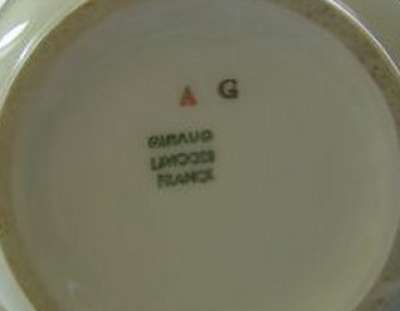 A G
GIRAUD
LIMOGES
FRANCE